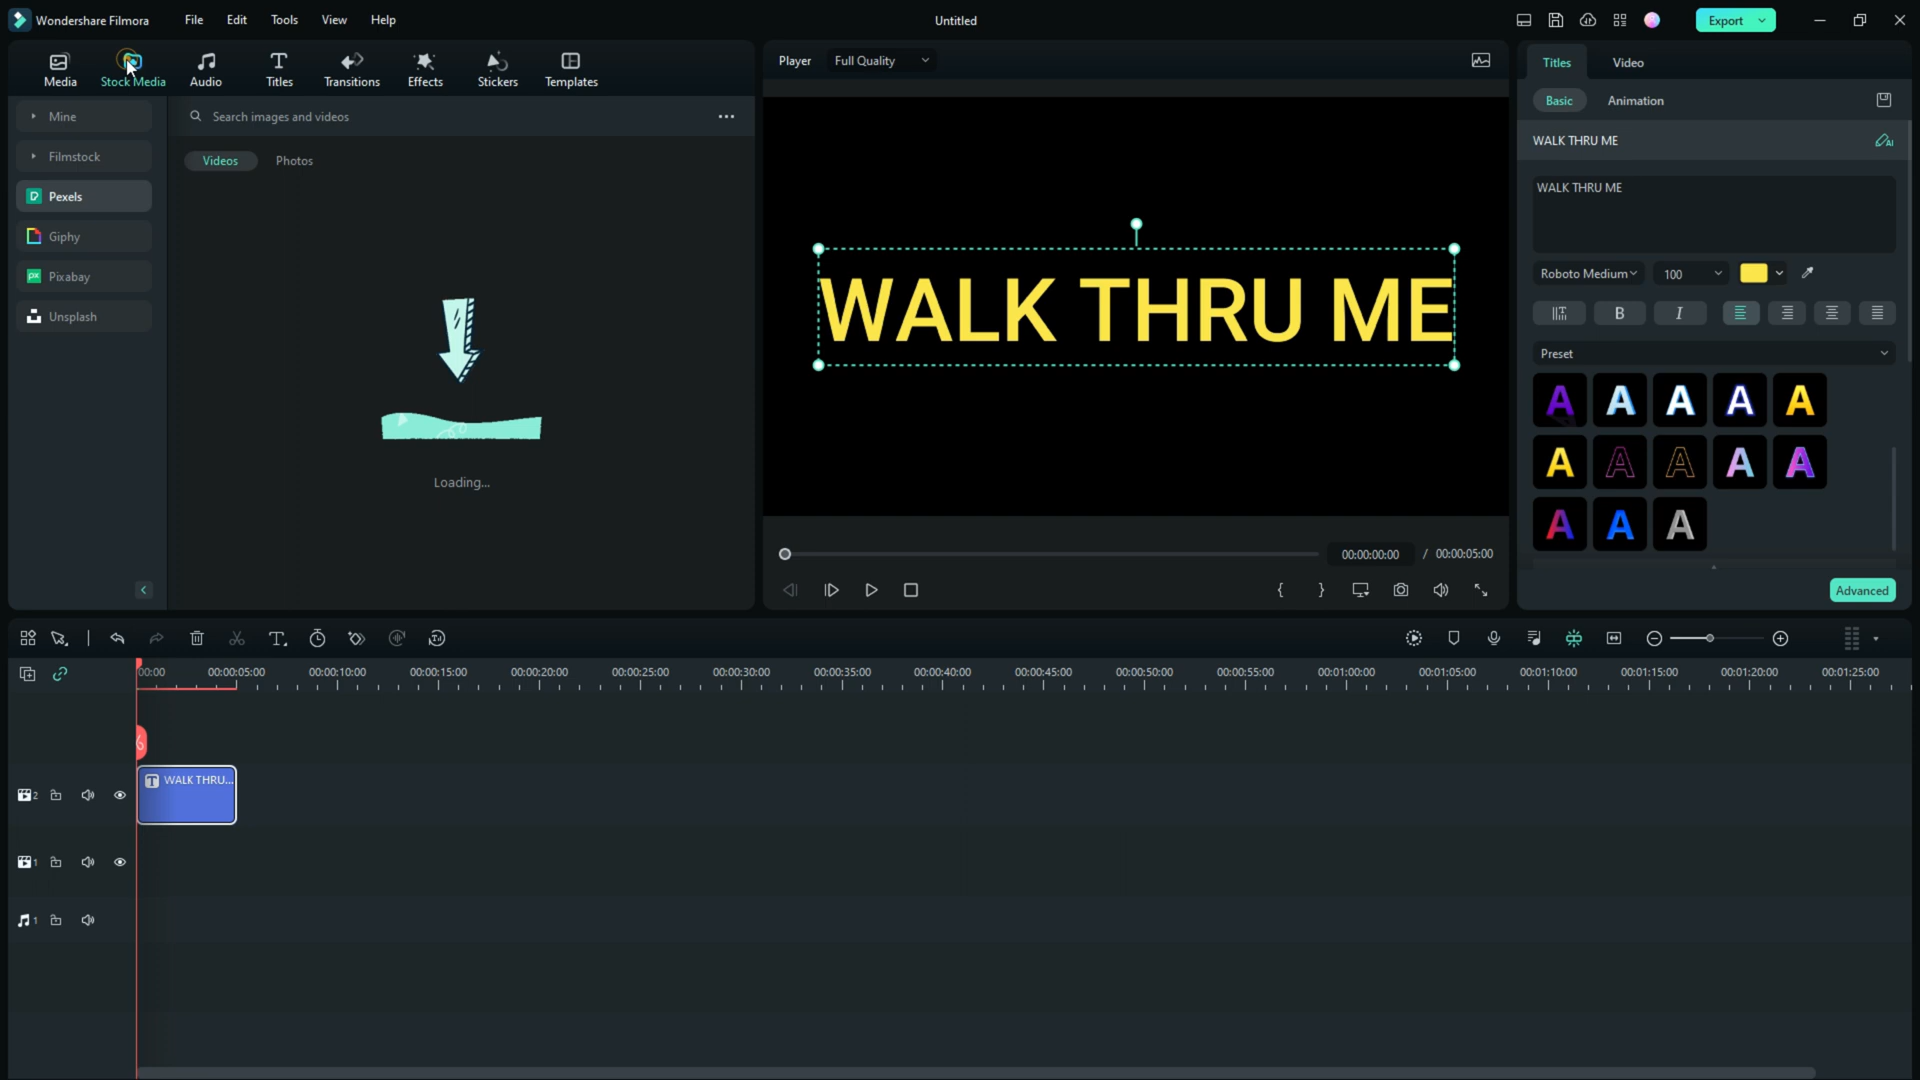 Wondershare Filmora
File
Edit
Tools
View
Help
Untitled
Export
Media
Stock Media
Audio
Titles
Transitions
Effects
Stickers
Templates
Mine
Filmstock
Pexels
Giphy
Pixabay
Unsplash
Search images and videos
Videos
Photos
Loading...
Player
Full Quality
WALK THRU ME
00:00:00:00 / 00:00:05:00
Titles
Video
Basic
Animation
WALK THRU ME
AI
WALK THRU ME
Roboto Medium
100
B
I
Preset
A A A A A
A A A A A
A A A
Advanced
00:00 00:00:05:00 00:00:10:00 00:00:15:00 00:00:20:00 00:00:25:00 00:00:30:00 00:00:35:00 00:00:40:00 00:00:45:00 00:00:50:00 00:00:55:00 00:01:00:00 00:01:05:00 00:01:10:00 00:01:15:00 00:01:20:00 00:01:25:00
WALK THRU...
2
1
1